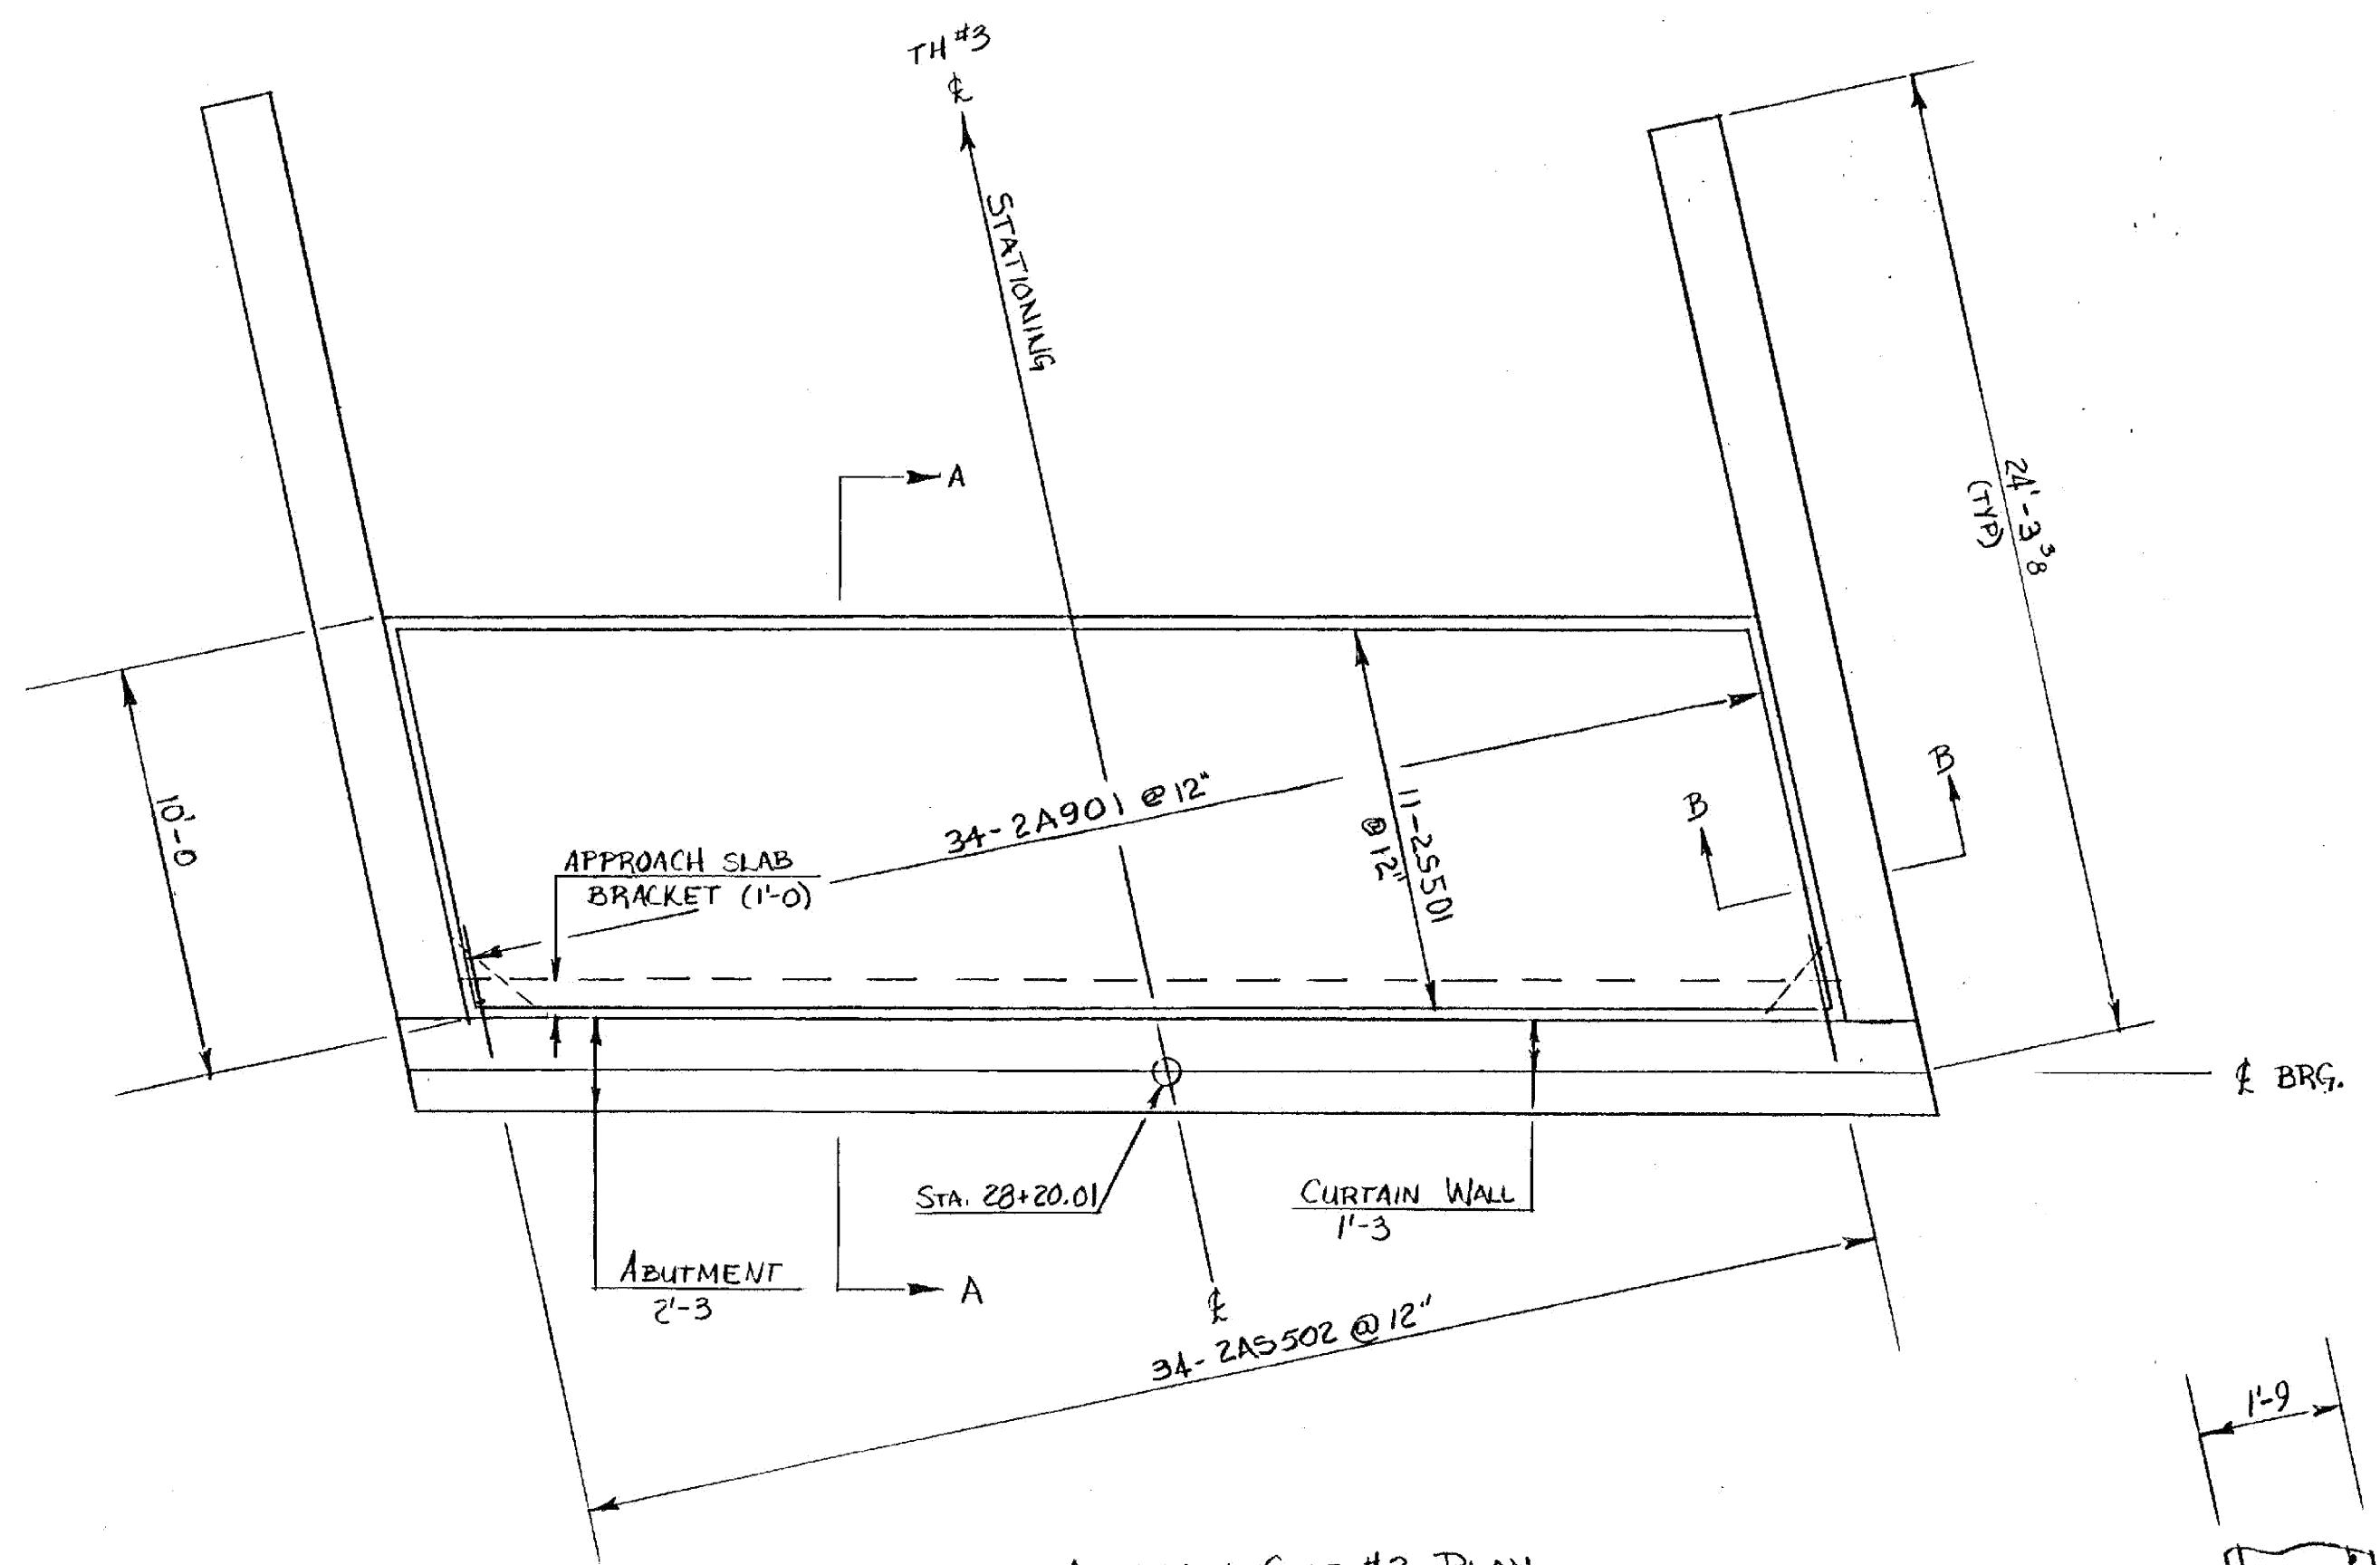 TH #3
℄
STATIONING
A
24'-3 3/8
(TYP)
10'-0
34-2A901 @ 12"
11-2S501
@ 12"
B
B
APPROACH SLAB
BRACKET (1'-0)
℄ BRG.
STA. 28+20.01
CURTAIN WALL
1'-3
ABUTMENT
2'-3
A
℄
34-2AS502 @ 12"
1'-9
#2 PLAN